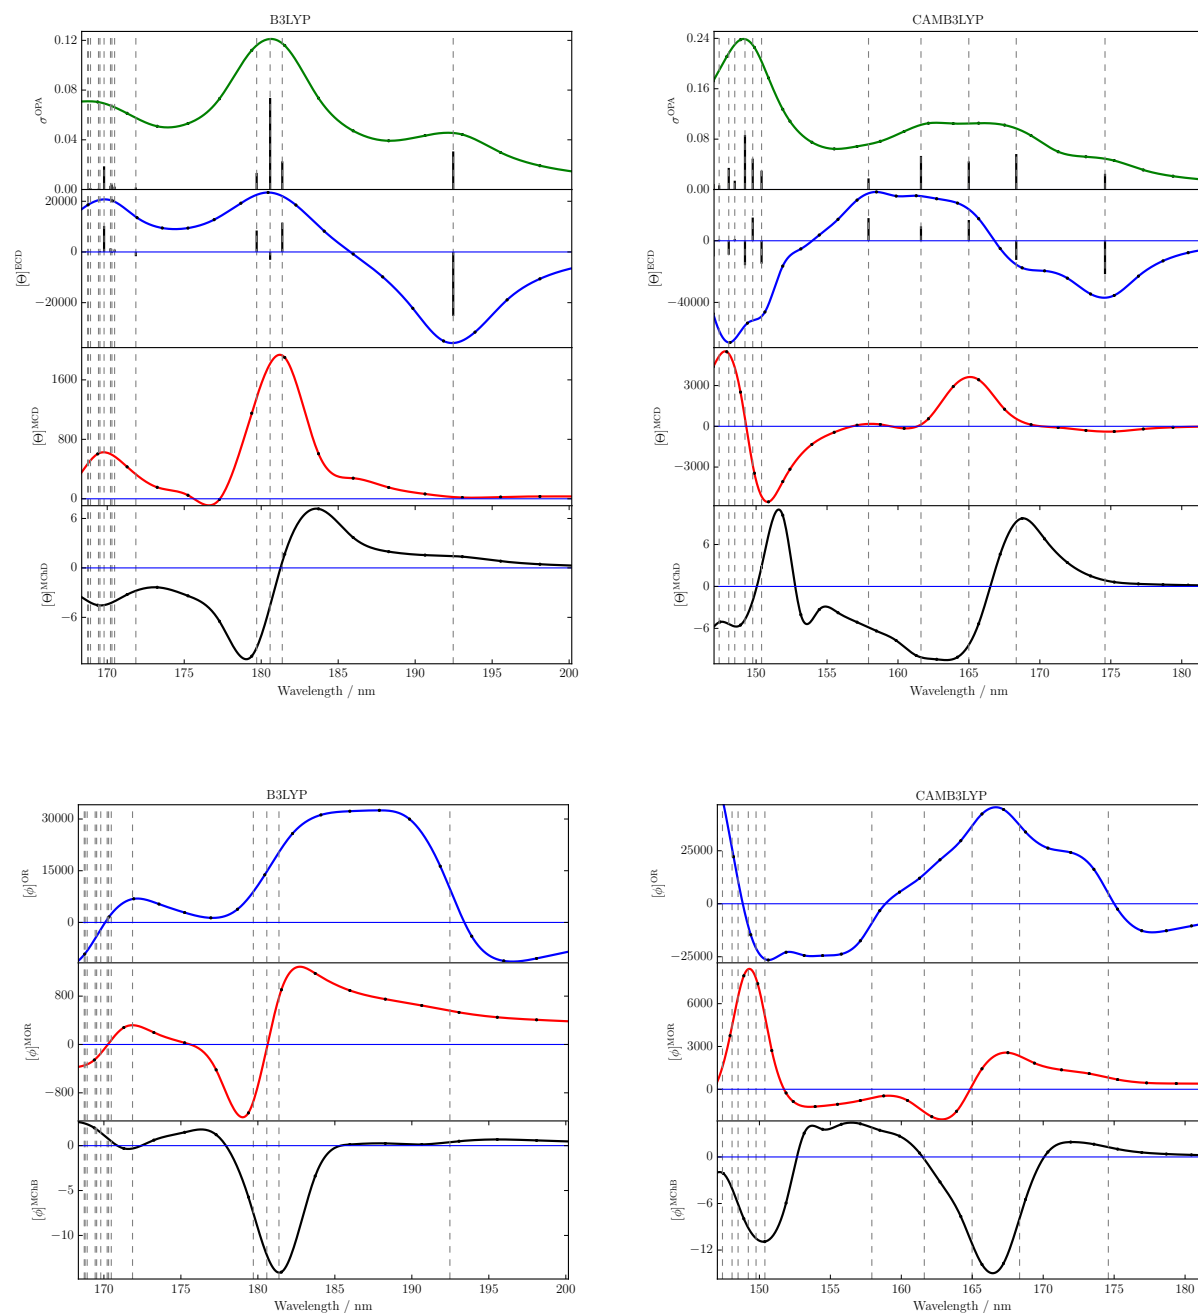 B3LYP
0.12
0.08
0.04
0.00
σ^OPA
20000
0
−20000
[Θ]^ECD
1600
800
0
[Θ]^MCD
6
0
−6
[Θ]^MChD
170 175 180 185 190 195 200
Wavelength / nm
CAMB3LYP
0.24
0.16
0.08
0.00
σ^OPA
0
−40000
[Θ]^ECD
3000
0
−3000
[Θ]^MCD
6
0
−6
[Θ]^MChD
150 155 160 165 170 175 180
Wavelength / nm
B3LYP
30000
15000
0
[ϕ]^OR
800
0
−800
[ϕ]^MOR
0
−5
−10
[ϕ]^MChB
170 175 180 185 190 195 200
Wavelength / nm
CAMB3LYP
25000
0
−25000
[ϕ]^OR
6000
3000
0
[ϕ]^MOR
0
−6
−12
[ϕ]^MChB
150 155 160 165 170 175 180
Wavelength / nm